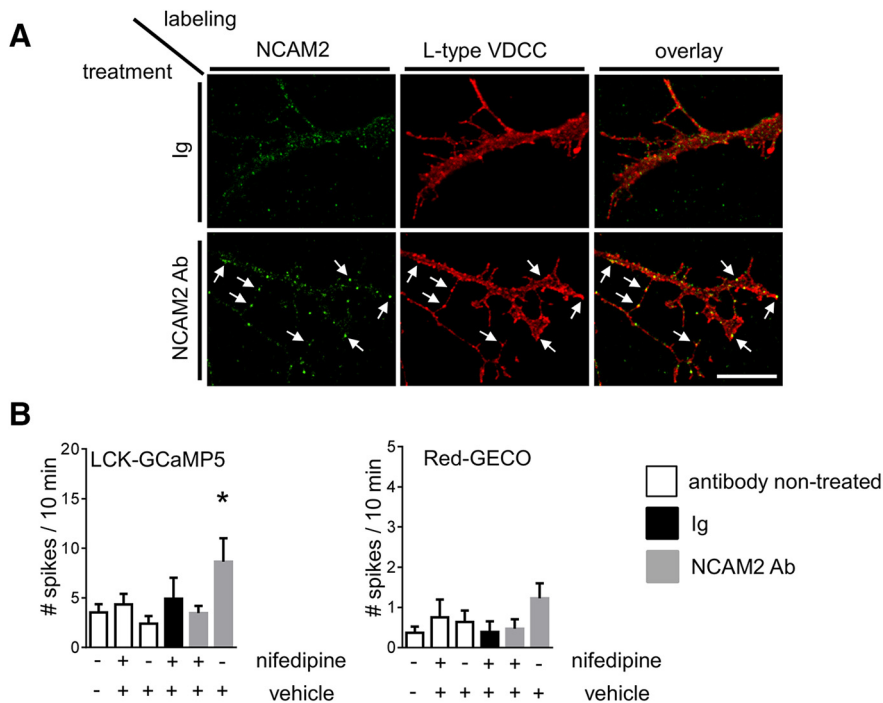 A
labeling
treatment
NCAM2
L-type VDCC
overlay
Ig
NCAM2 Ab
B
LCK-GCaMP5
# spikes / 10 min
20
15
10
5
0
*
- + - + + - nifedipine
- + + + + + vehicle
Red-GECO
# spikes / 10 min
5
4
3
2
1
0
- + - + + - nifedipine
- + + + + + vehicle
antibody non-treated
Ig
NCAM2 Ab